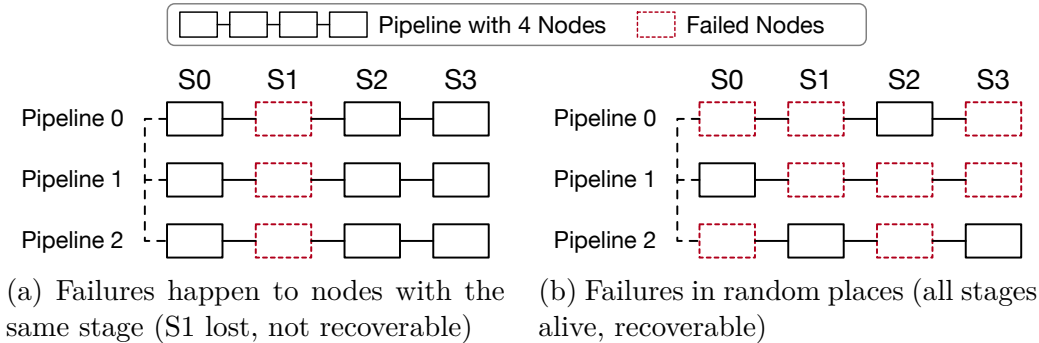 Pipeline with 4 Nodes Failed Nodes
S0 S1 S2 S3
Pipeline 0
Pipeline 1
Pipeline 2
(a) Failures happen to nodes with the
same stage (S1 lost, not recoverable)
S0 S1 S2 S3
Pipeline 0
Pipeline 1
Pipeline 2
(b) Failures in random places (all stages
alive, recoverable)